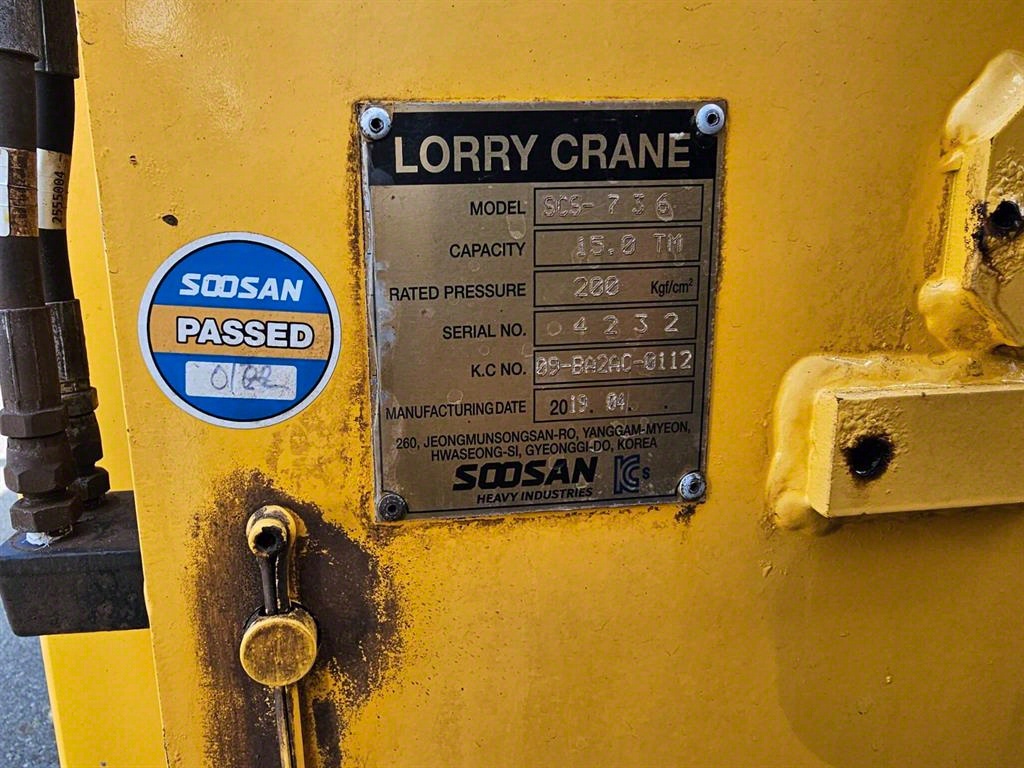 LORRY CRANE
MODEL SCS-736
CAPACITY 15.0 TM
RATED PRESSURE 200 Kgf/cm²
SERIAL NO. 4232
K.C NO. 09-BA2AC-0112
MANUFACTURING DATE 2019. 04.
260, JEONGMUNSONGSAN-RO, YANGGAM-MYEON,
HWASEONG-SI, GYEONGGI-DO, KOREA
SOOSAN KCs
HEAVY INDUSTRIES
SOOSAN
PASSED
2555004